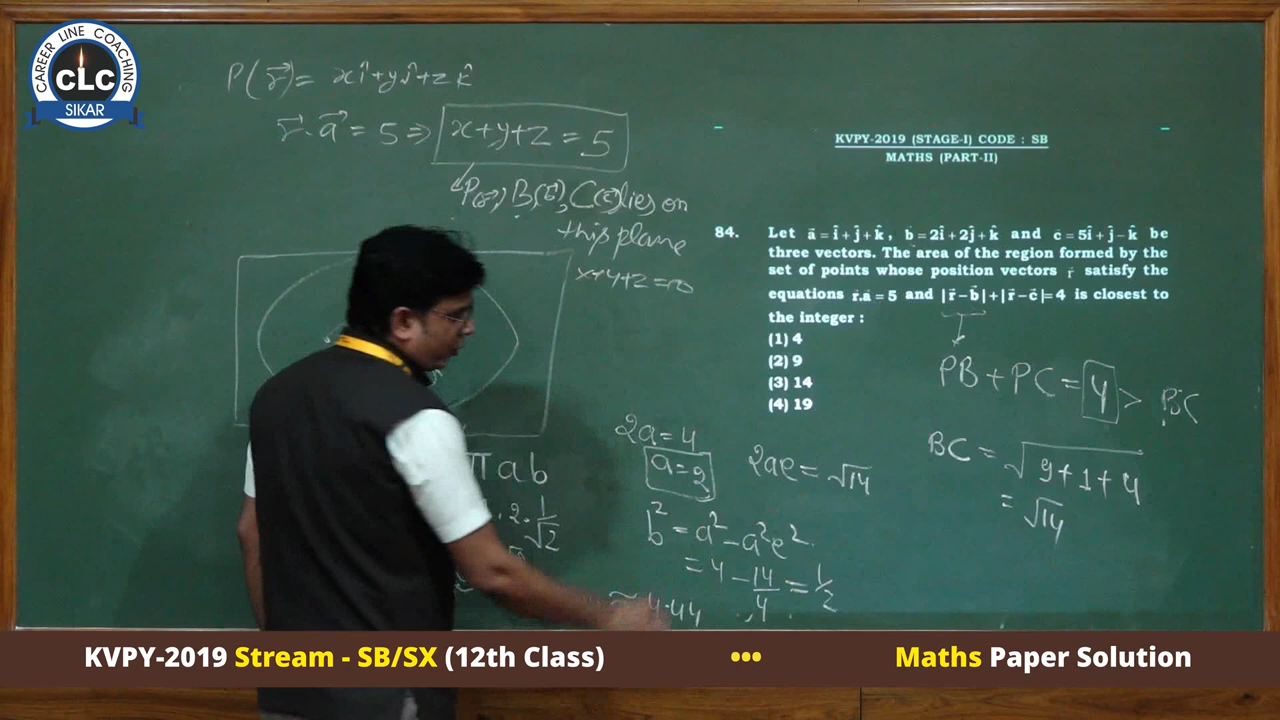 CAREER LINE COACHING
CLC
SIKAR
P(r⃗) = xî+yĵ+zk̂
r⃗.a⃗ = 5 ⇒ x+y+z = 5
P(r⃗), B(b⃗), C(c⃗) lies on
this plane
πab
. 2. 1/√2
≈ 4.44
2a = 4
a = 2
2ae = √14
b² = a² - a²e²
= 4 - 14/4 = 1/2
KVPY-2019 (STAGE-I) CODE : SB
MATHS (PART-II)
84. Let a⃗ = î+ĵ+k̂ , b⃗ = 2î+2ĵ+k̂ and c⃗ = 5î+ĵ−k̂ be
three vectors. The area of the region formed by the
set of points whose position vectors r⃗ satisfy the
equations r⃗.a⃗ = 5 and |r⃗−b⃗|+|r⃗−c⃗|=4 is closest to
the integer :
(1) 4
(2) 9
(3) 14
(4) 19
PB + PC = 4 >
BC = √9+1+4
= √14
KVPY-2019 Stream - SB/SX (12th Class) ••• Maths Paper Solution